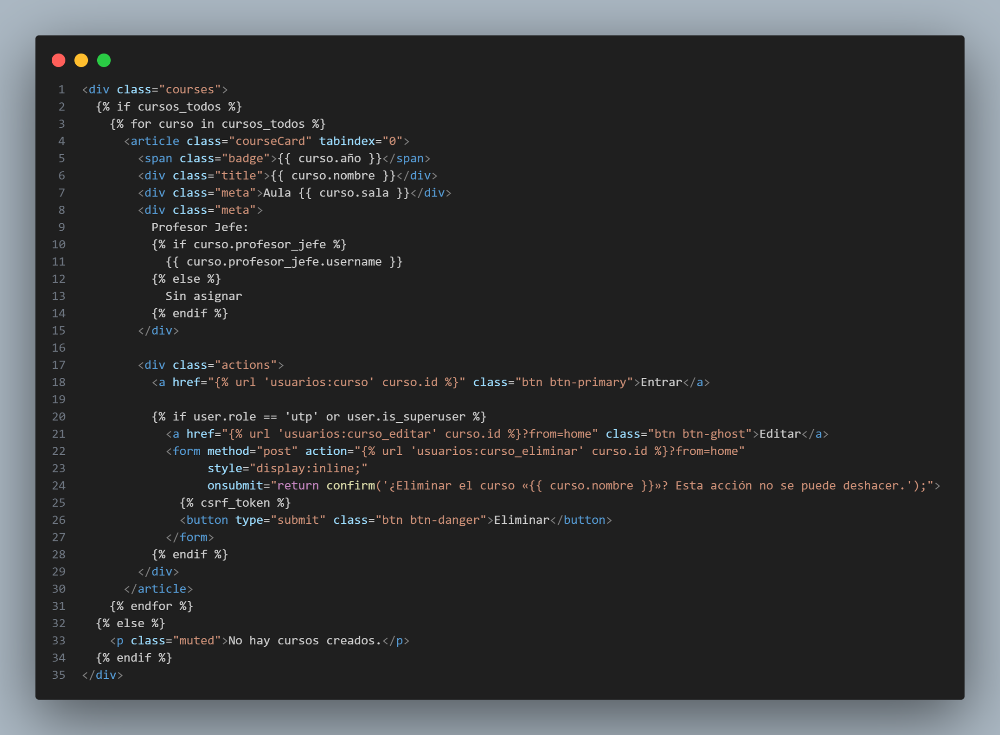 1 <div class="courses">
2   {% if cursos_todos %}
3     {% for curso in cursos_todos %}
4       <article class="courseCard" tabindex="0">
5         <span class="badge">{{ curso.año }}</span>
6         <div class="title">{{ curso.nombre }}</div>
7         <div class="meta">Aula {{ curso.sala }}</div>
8         <div class="meta">
9           Profesor Jefe:
10           {% if curso.profesor_jefe %}
11             {{ curso.profesor_jefe.username }}
12           {% else %}
13             Sin asignar
14           {% endif %}
15         </div>
16
17         <div class="actions">
18           <a href="{% url 'usuarios:curso' curso.id %}" class="btn btn-primary">Entrar</a>
19
20           {% if user.role == 'utp' or user.is_superuser %}
21             <a href="{% url 'usuarios:curso_editar' curso.id %}?from=home" class="btn btn-ghost">Editar</a>
22             <form method="post" action="{% url 'usuarios:curso_eliminar' curso.id %}?from=home"
23                   style="display:inline;"
24                   onsubmit="return confirm('¿Eliminar el curso «{{ curso.nombre }}»? Esta acción no se puede deshacer.');">
25               {% csrf_token %}
26               <button type="submit" class="btn btn-danger">Eliminar</button>
27             </form>
28           {% endif %}
29         </div>
30       </article>
31     {% endfor %}
32   {% else %}
33     <p class="muted">No hay cursos creados.</p>
34   {% endif %}
35 </div>